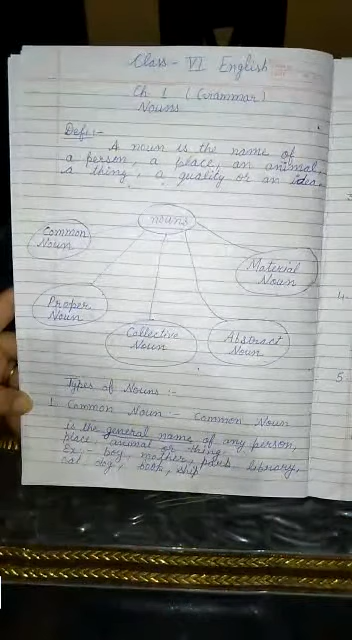 Class - VI English
Ch 1 (Grammar)
Nouns
Defi:-
A noun is the name of
a person, a place, an animal,
a thing, a quality or an idea.
nouns
Common
Noun
Material
Noun
Proper
Noun
Collective
Noun
Abstract
Noun
Types of Nouns :-
1. Common Noun :- Common Noun
is the general name of any person,
place, animal or thing.
Ex:- boy, mother, park, library,
cat, dog, book, ship
4
5